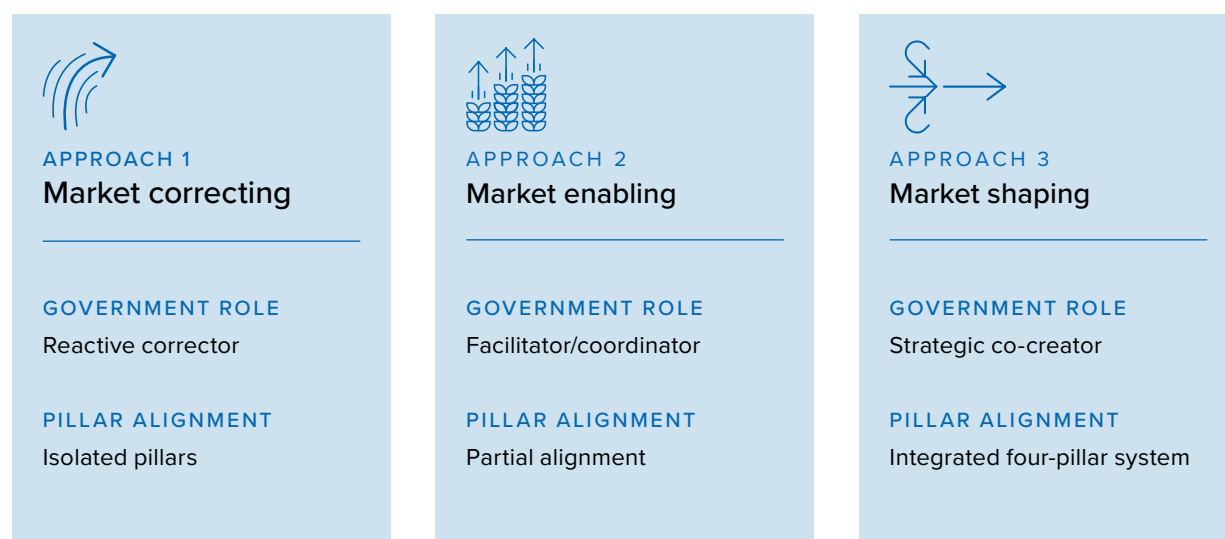 APPROACH 1
Market correcting
GOVERNMENT ROLE
Reactive corrector
PILLAR ALIGNMENT
Isolated pillars
APPROACH 2
Market enabling
GOVERNMENT ROLE
Facilitator/coordinator
PILLAR ALIGNMENT
Partial alignment
APPROACH 3
Market shaping
GOVERNMENT ROLE
Strategic co-creator
PILLAR ALIGNMENT
Integrated four-pillar system